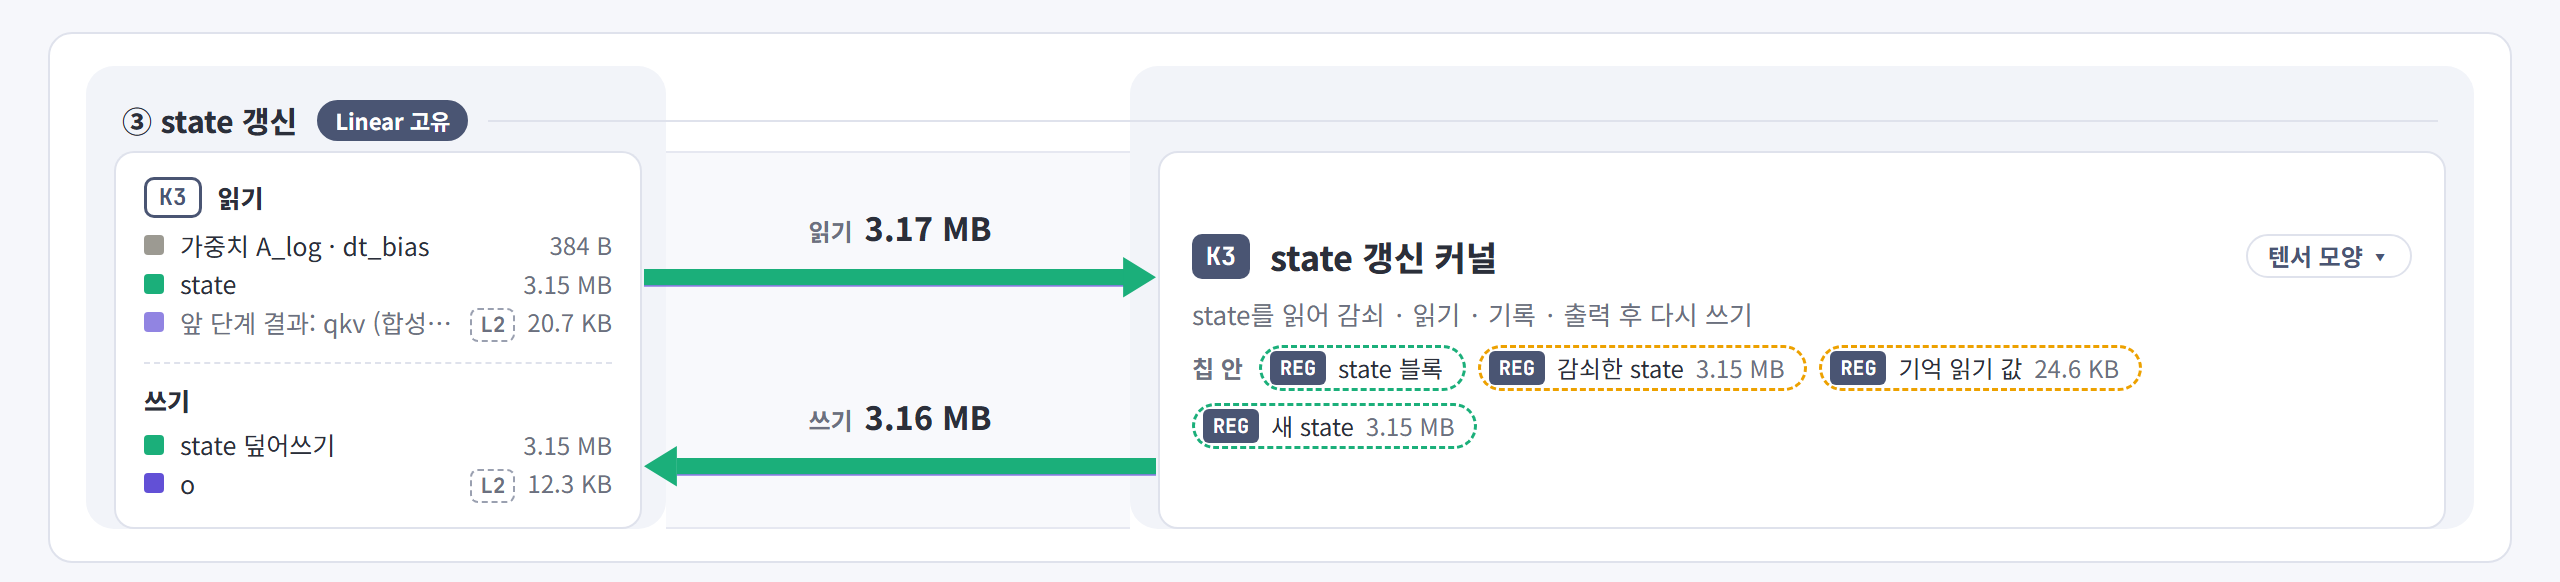 ③ state 갱신 Linear 고유
K3 읽기
가중치 A_log · dt_bias 384 B
state 3.15 MB
앞 단계 결과: qkv (합성… L2 20.7 KB
쓰기
state 덮어쓰기 3.15 MB
o L2 12.3 KB
읽기 3.17 MB
쓰기 3.16 MB
K3 state 갱신 커널 텐서 모양 ▾
state를 읽어 감쇠 · 읽기 · 기록 · 출력 후 다시 쓰기
칩 안 REG state 블록 REG 감쇠한 state 3.15 MB REG 기억 읽기 값 24.6 KB
REG 새 state 3.15 MB